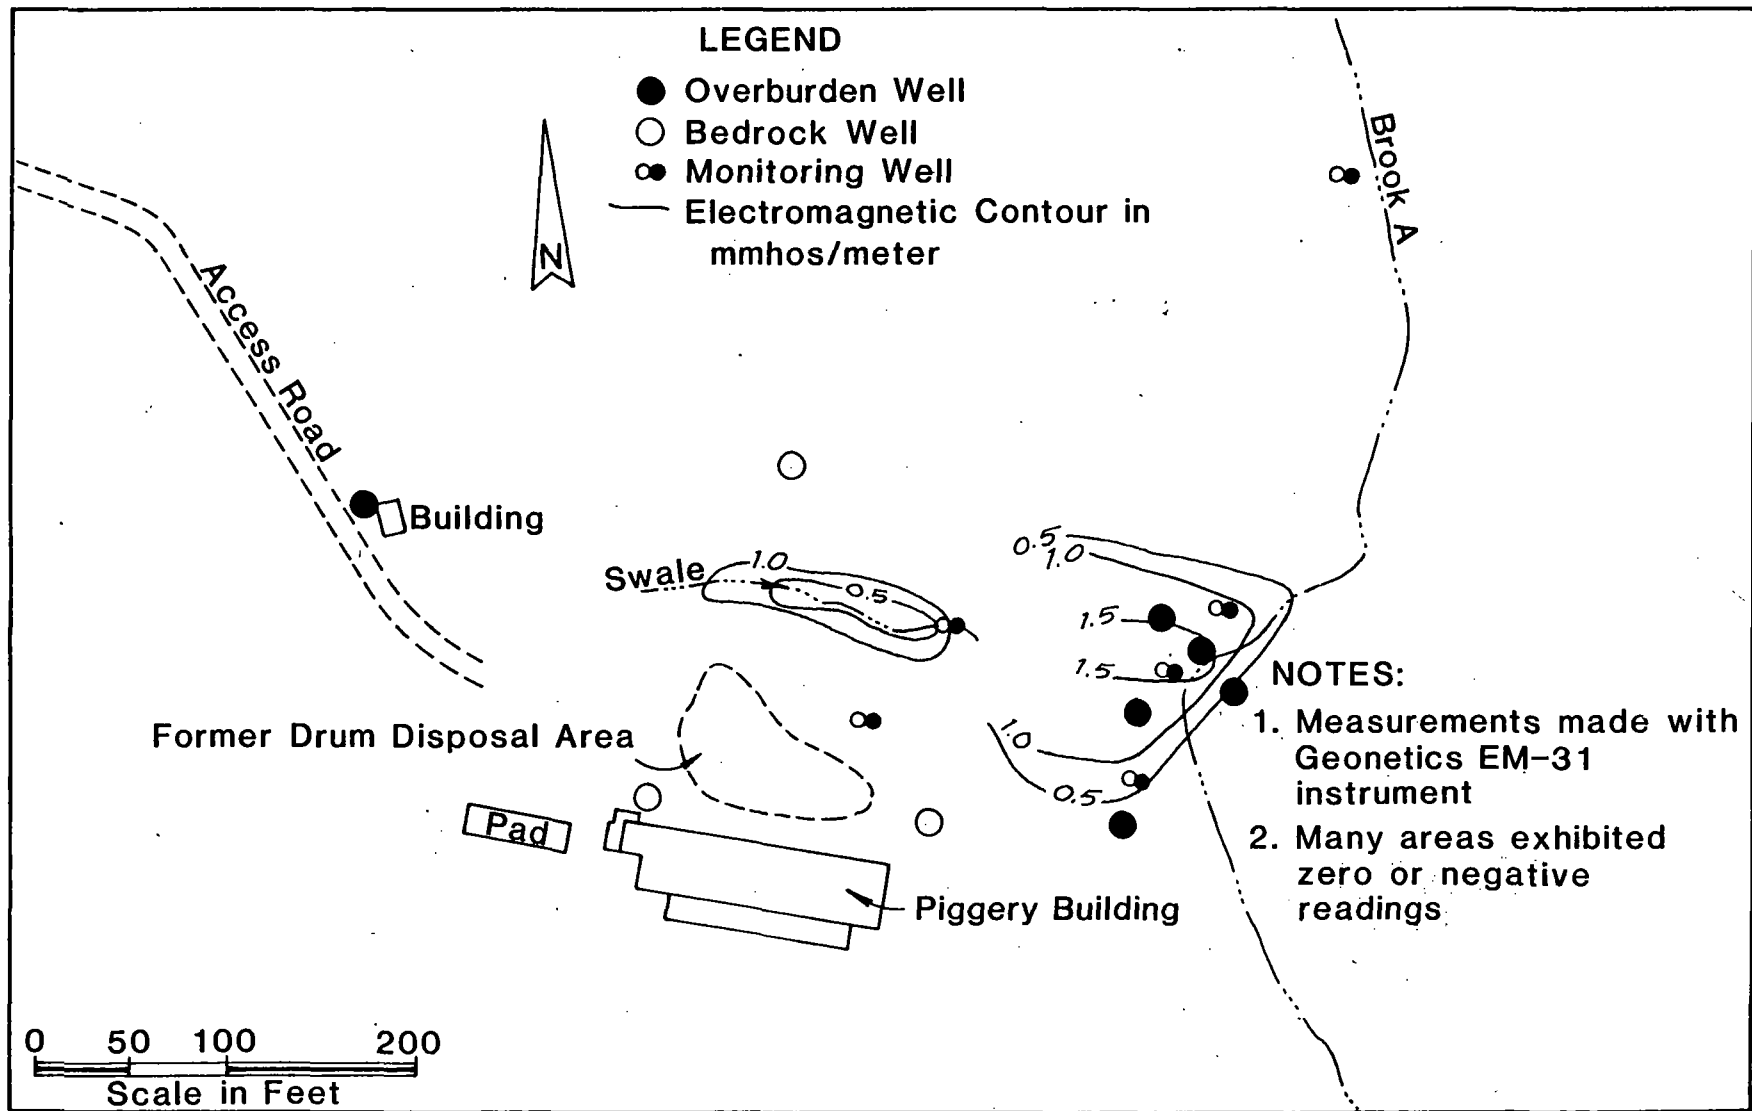 LEGEND
Overburden Well
Bedrock Well
Monitoring Well
Electromagnetic Contour in
mmhos/meter
N
Brook A
Access Road
Building
Swale
1.0
0.5
0.5
1.0
1.5
1.5
1.0
0.5
Former Drum Disposal Area
Pad
Piggery Building
NOTES:
1. Measurements made with
Geonetics EM-31
instrument
2. Many areas exhibited
zero or negative
readings
0 50 100 200
Scale in Feet